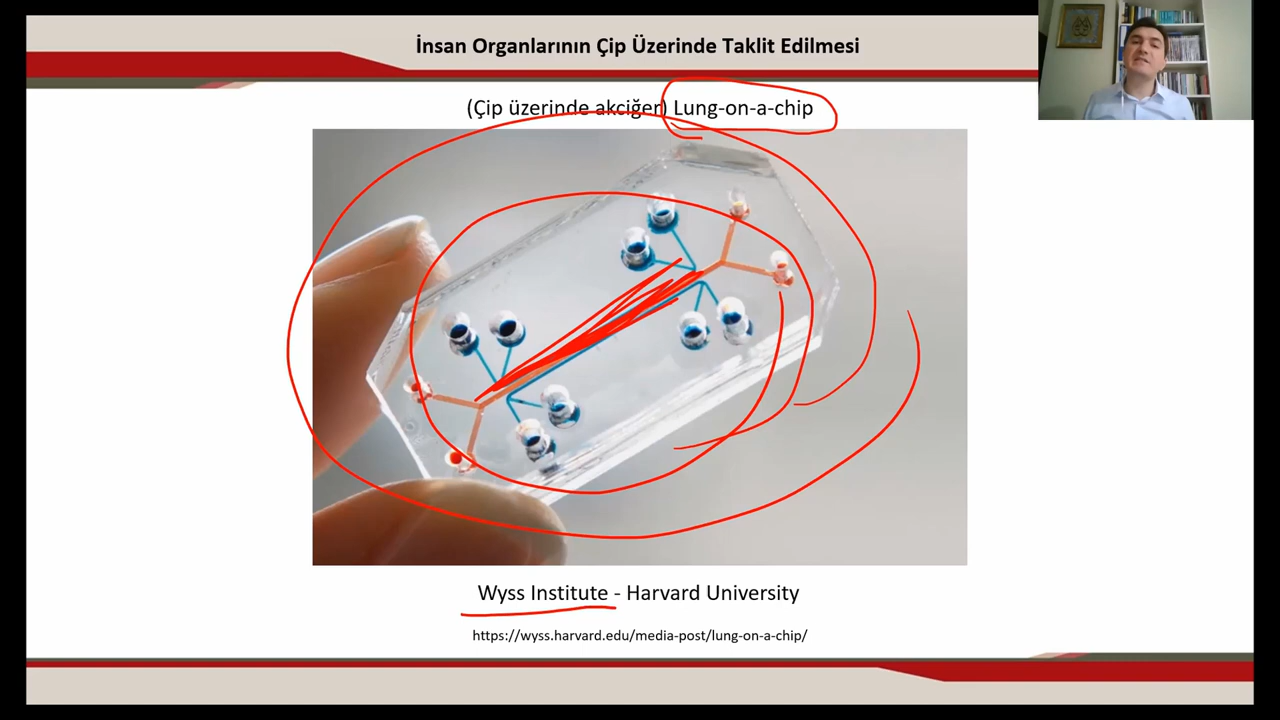 İnsan Organlarının Çip Üzerinde Taklit Edilmesi
(Çip üzerinde akciğer) Lung-on-a-chip
Wyss Institute - Harvard University
https://wyss.harvard.edu/media-post/lung-on-a-chip/